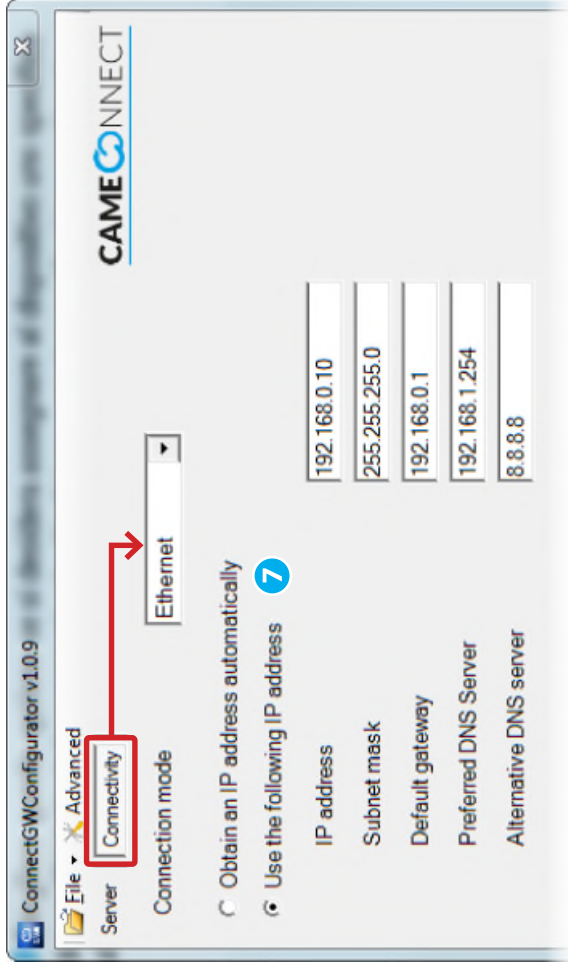 ConnectGWConfigurator v1.0.9
File Advanced
Server Connectivity
CAMECONNECT
Connection mode Ethernet
Obtain an IP address automatically
Use the following IP address 7
IP address 192.168.0.10
Subnet mask 255.255.255.0
Default gateway 192.168.0.1
Preferred DNS Server 192.168.1.254
Alternative DNS server 8.8.8.8